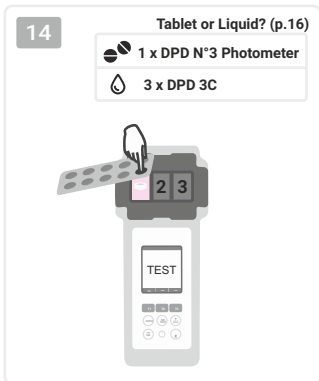 14
Tablet or Liquid? (p.16)
1 x DPD N°3 Photometer
3 x DPD 3C
2 3
TEST